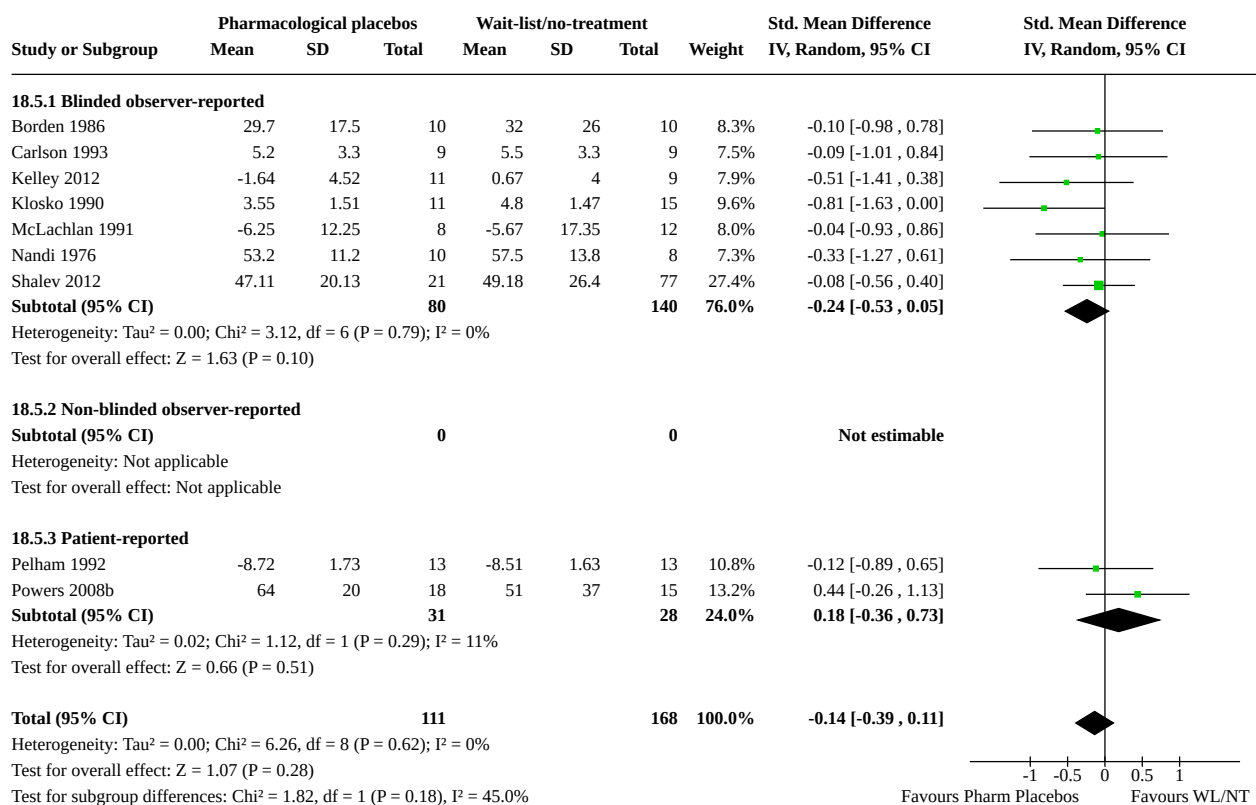 Pharmacological placebos Wait-list/no-treatment Std. Mean Difference Std. Mean Difference
Study or Subgroup Mean SD Total Mean SD Total Weight IV, Random, 95% CI IV, Random, 95% CI
18.5.1 Blinded observer-reported
Borden 1986 29.7 17.5 10 32 26 10 8.3% -0.10 [-0.98 , 0.78]
Carlson 1993 5.2 3.3 9 5.5 3.3 9 7.5% -0.09 [-1.01 , 0.84]
Kelley 2012 -1.64 4.52 11 0.67 4 9 7.9% -0.51 [-1.41 , 0.38]
Klosko 1990 3.55 1.51 11 4.8 1.47 15 9.6% -0.81 [-1.63 , 0.00]
McLachlan 1991 -6.25 12.25 8 -5.67 17.35 12 8.0% -0.04 [-0.93 , 0.86]
Nandi 1976 53.2 11.2 10 57.5 13.8 8 7.3% -0.33 [-1.27 , 0.61]
Shalev 2012 47.11 20.13 21 49.18 26.4 77 27.4% -0.08 [-0.56 , 0.40]
Subtotal (95% CI) 80 140 76.0% -0.24 [-0.53 , 0.05]
Heterogeneity: Tau² = 0.00; Chi² = 3.12, df = 6 (P = 0.79); I² = 0%
Test for overall effect: Z = 1.63 (P = 0.10)
18.5.2 Non-blinded observer-reported
Subtotal (95% CI) 0 0 Not estimable
Heterogeneity: Not applicable
Test for overall effect: Not applicable
18.5.3 Patient-reported
Pelham 1992 -8.72 1.73 13 -8.51 1.63 13 10.8% -0.12 [-0.89 , 0.65]
Powers 2008b 64 20 18 51 37 15 13.2% 0.44 [-0.26 , 1.13]
Subtotal (95% CI) 31 28 24.0% 0.18 [-0.36 , 0.73]
Heterogeneity: Tau² = 0.02; Chi² = 1.12, df = 1 (P = 0.29); I² = 11%
Test for overall effect: Z = 0.66 (P = 0.51)
Total (95% CI) 111 168 100.0% -0.14 [-0.39 , 0.11]
Heterogeneity: Tau² = 0.00; Chi² = 6.26, df = 8 (P = 0.62); I² = 0%
Test for overall effect: Z = 1.07 (P = 0.28) -1 -0.5 0 0.5 1
Test for subgroup differences: Chi² = 1.82, df = 1 (P = 0.18), I² = 45.0% Favours Pharm Placebos Favours WL/NT